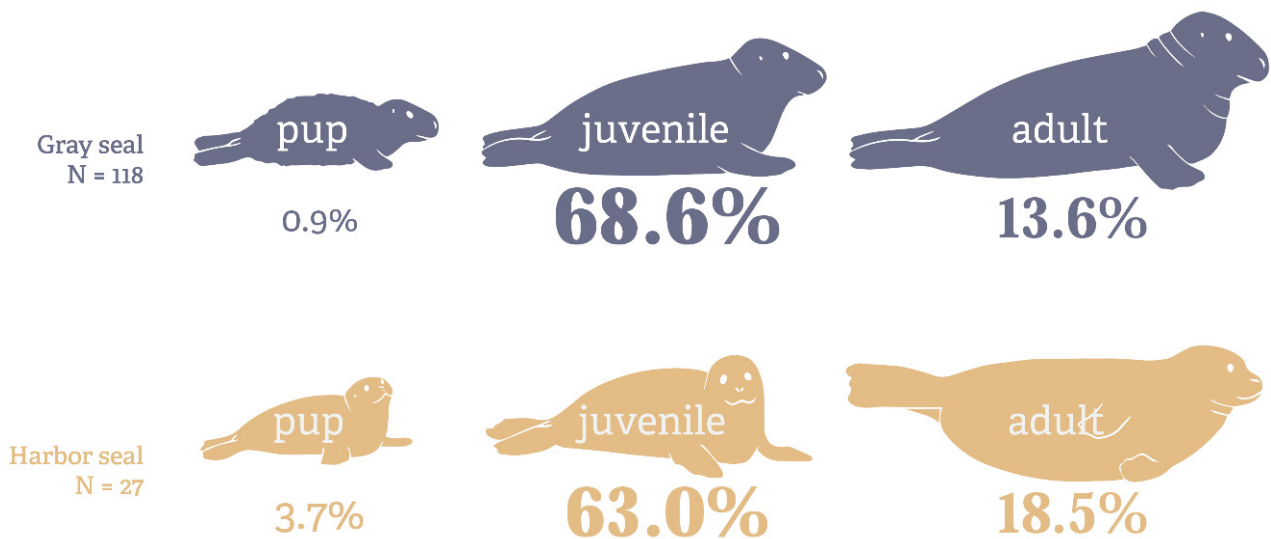 Gray seal
N = 118
pup
juvenile
adult
0.9%
68.6%
13.6%
Harbor seal
N = 27
pup
juvenile
adult
3.7%
63.0%
18.5%